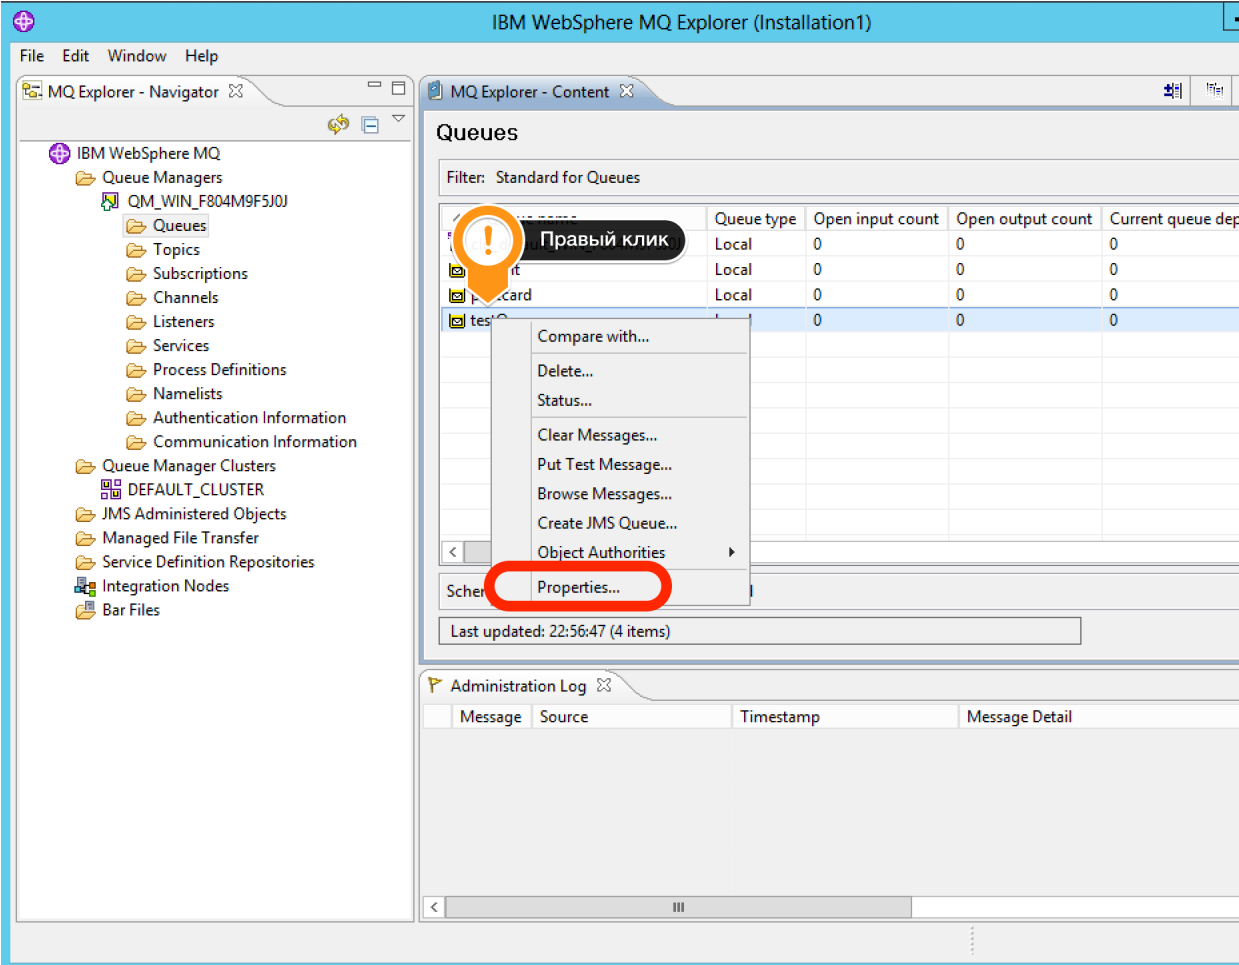 IBM WebSphere MQ Explorer (Installation1)
File Edit Window Help
MQ Explorer - Navigator
IBM WebSphere MQ
Queue Managers
QM_WIN_F804M9F5J0J
Queues
Topics
Subscriptions
Channels
Listeners
Services
Process Definitions
Namelists
Authentication Information
Communication Information
Queue Manager Clusters
DEFAULT_CLUSTER
JMS Administered Objects
Managed File Transfer
Service Definition Repositories
Integration Nodes
Bar Files
MQ Explorer - Content
Queues
Filter: Standard for Queues
Queue type Open input count Open output count Current queue dep
Правый клик
Local 0 0 0
Local 0 0 0
Local 0 0 0
0 0 0
Compare with...
Delete...
Status...
Clear Messages...
Put Test Message...
Browse Messages...
Create JMS Queue...
Object Authorities
Properties...
Last updated: 22:56:47 (4 items)
Administration Log
Message Source Timestamp Message Detail